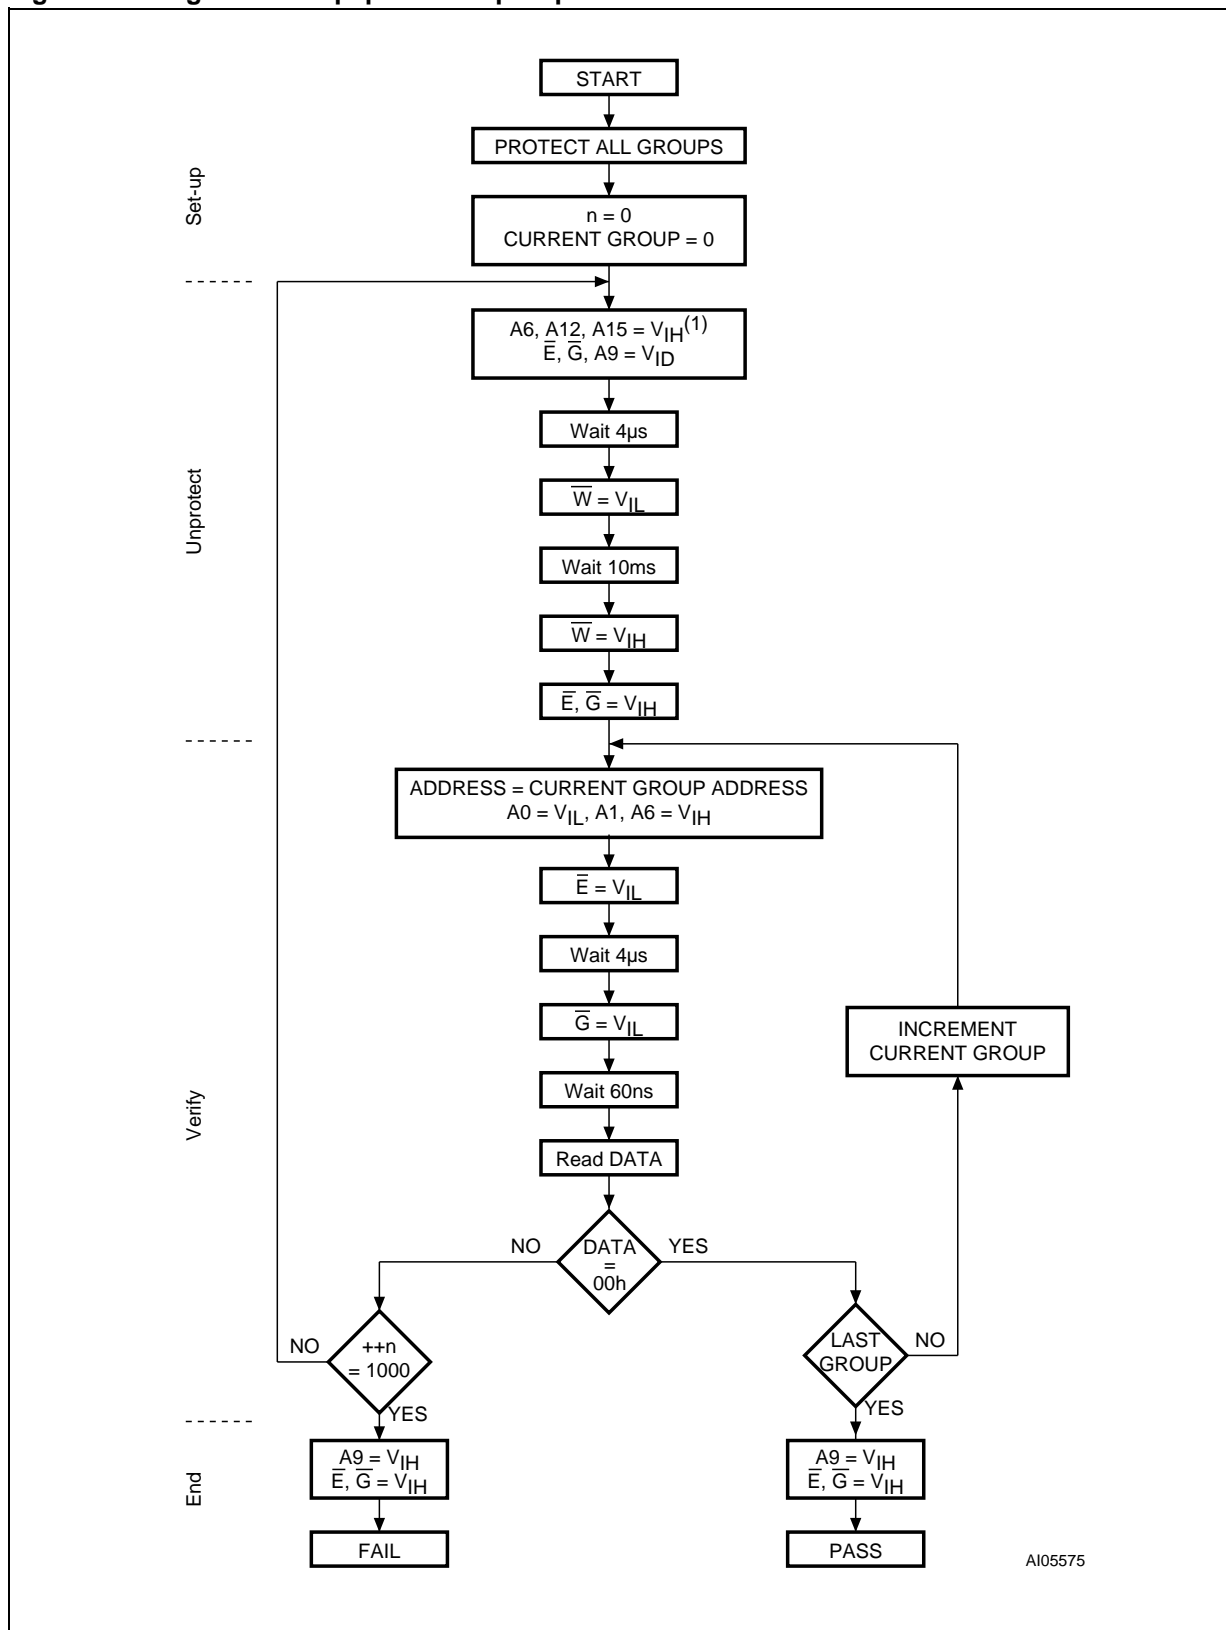 START
PROTECT ALL GROUPS
Set-up
n = 0
CURRENT GROUP = 0
A6, A12, A15 = VIH(1)
E̅, G̅, A9 = VID
Wait 4µs
Unprotect
W̅ = VIL
Wait 10ms
W̅ = VIH
E̅, G̅ = VIH
ADDRESS = CURRENT GROUP ADDRESS
A0 = VIL, A1, A6 = VIH
E̅ = VIL
Wait 4µs
G̅ = VIL
INCREMENT
CURRENT GROUP
Wait 60ns
Verify
Read DATA
NO
DATA
=
00h
YES
NO
++n
= 1000
YES
LAST
GROUP
NO
YES
End
A9 = VIH
E̅, G̅ = VIH
A9 = VIH
E̅, G̅ = VIH
FAIL
PASS
AI05575